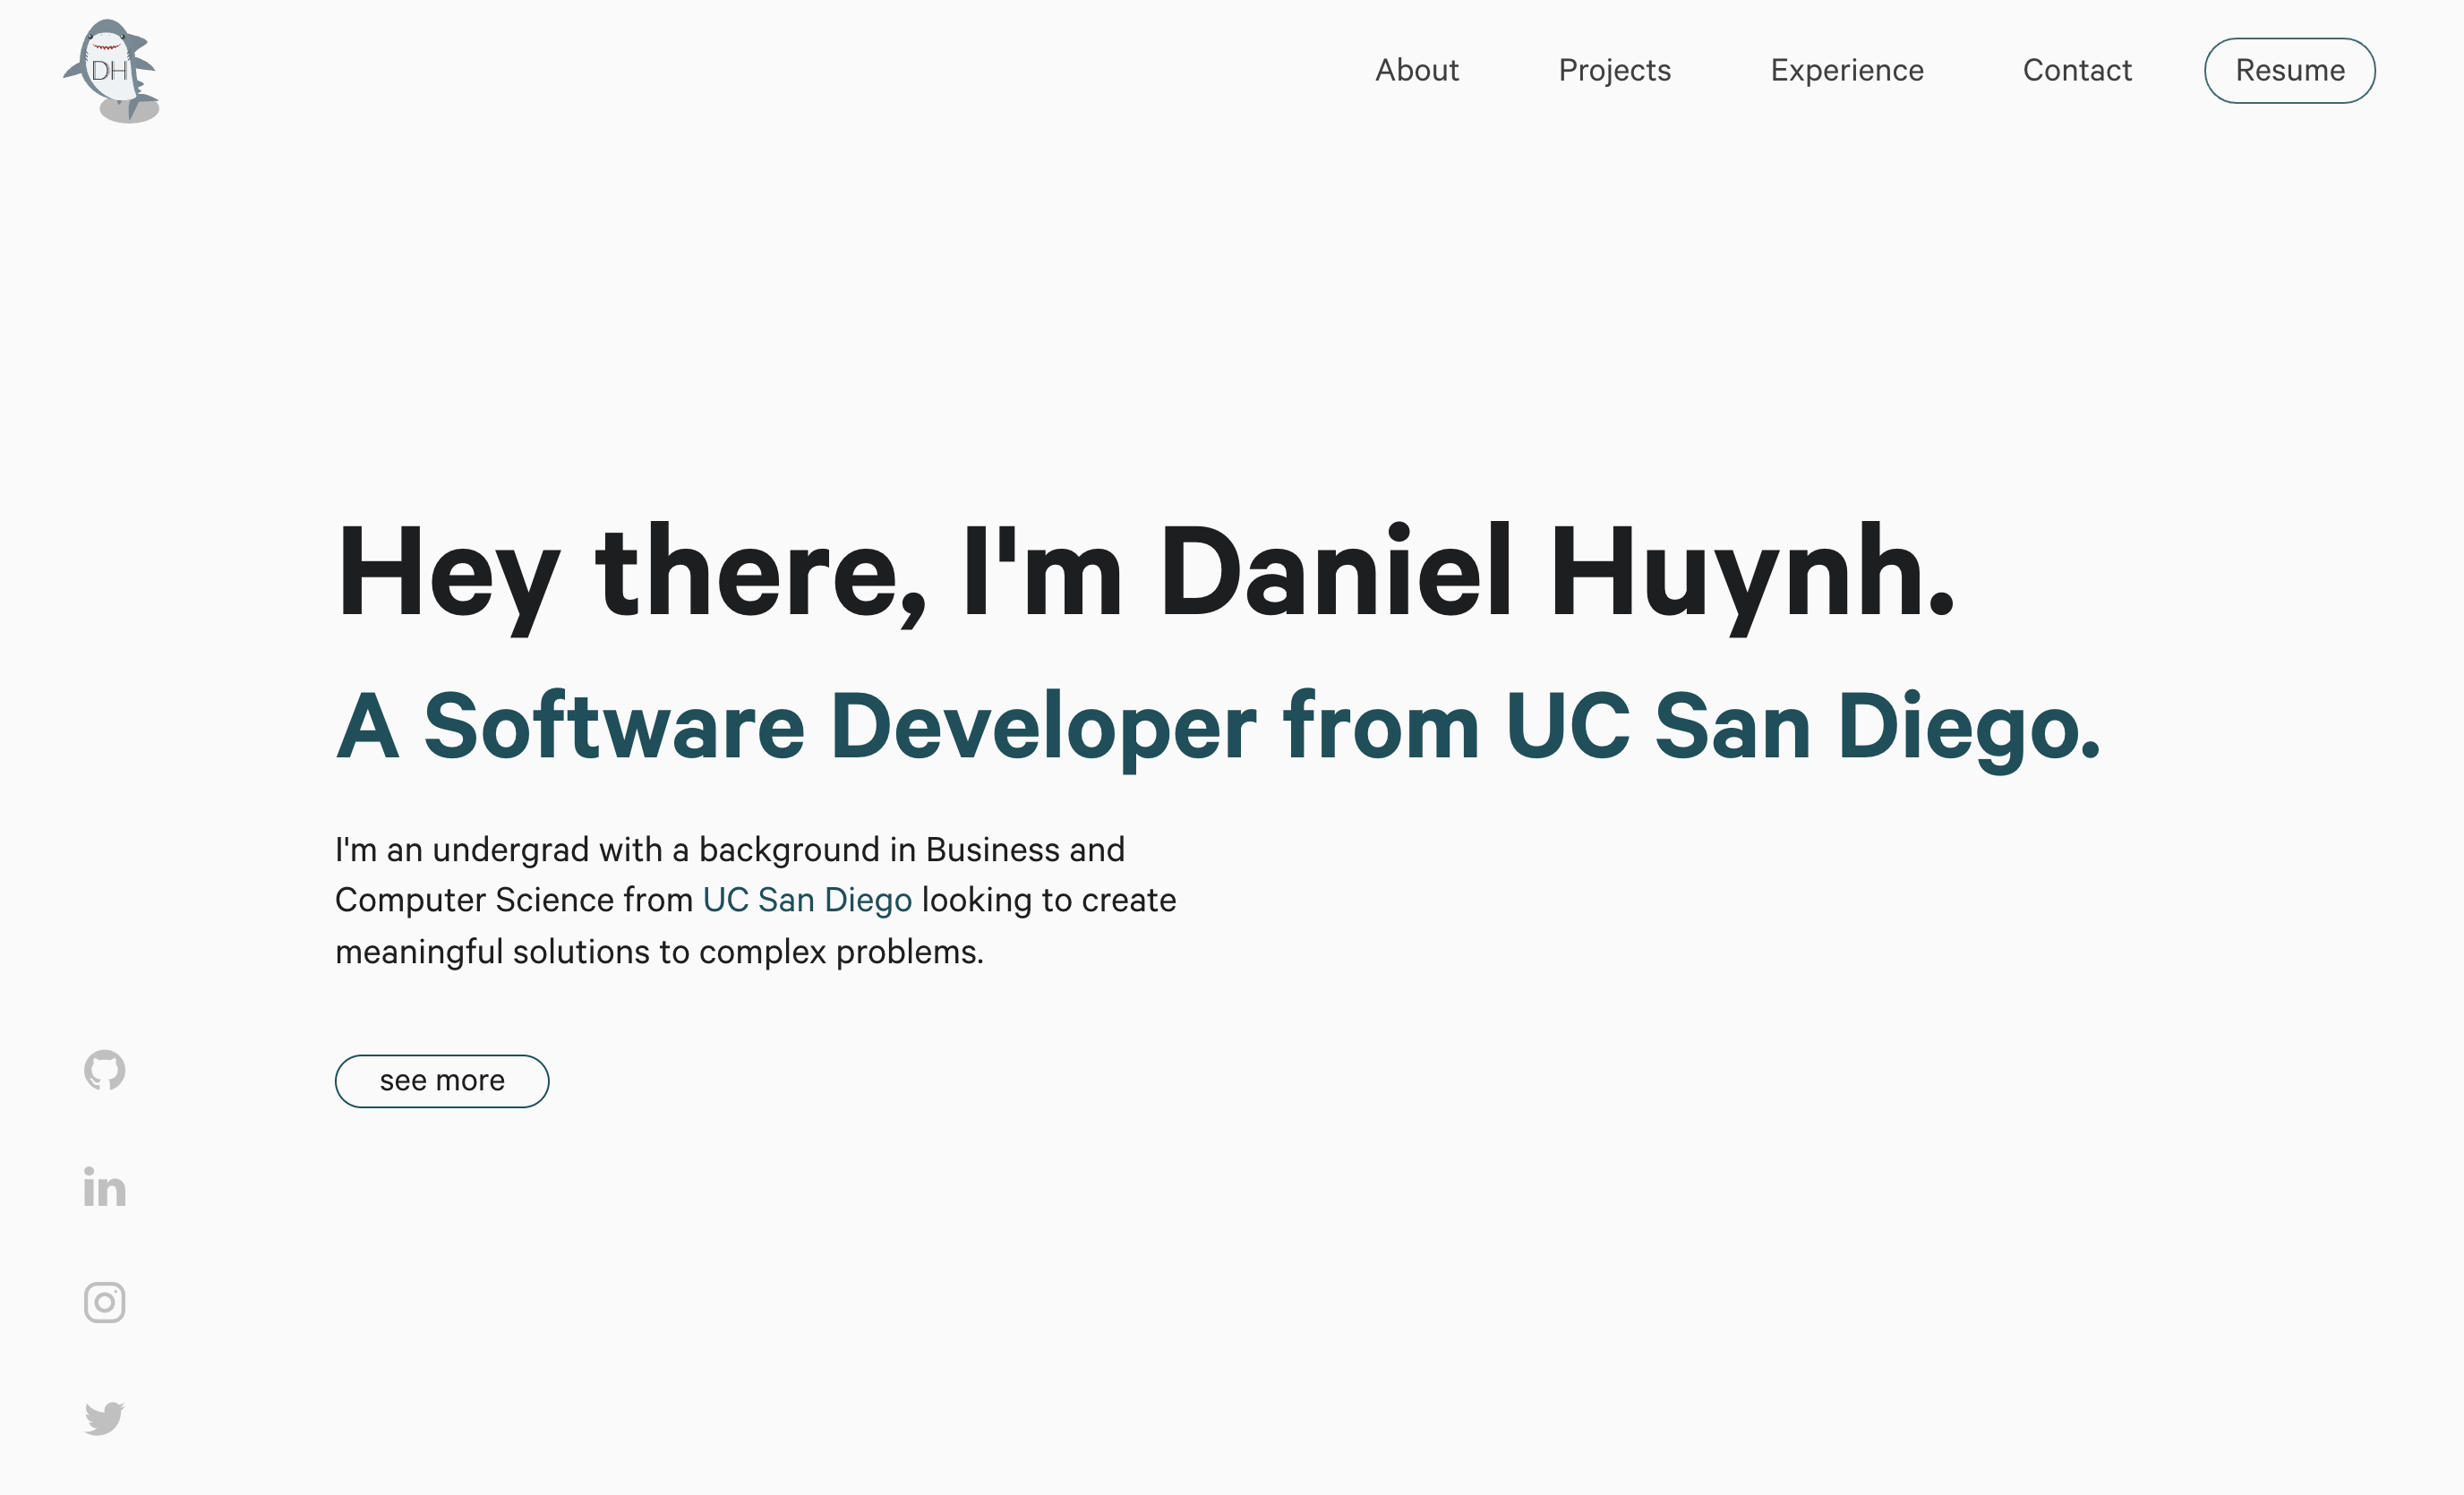 DH
About Projects Experience Contact Resume
Hey there, I'm Daniel Huynh.
A Software Developer from UC San Diego.
I'm an undergrad with a background in Business and
Computer Science from UC San Diego looking to create
meaningful solutions to complex problems.
see more
in